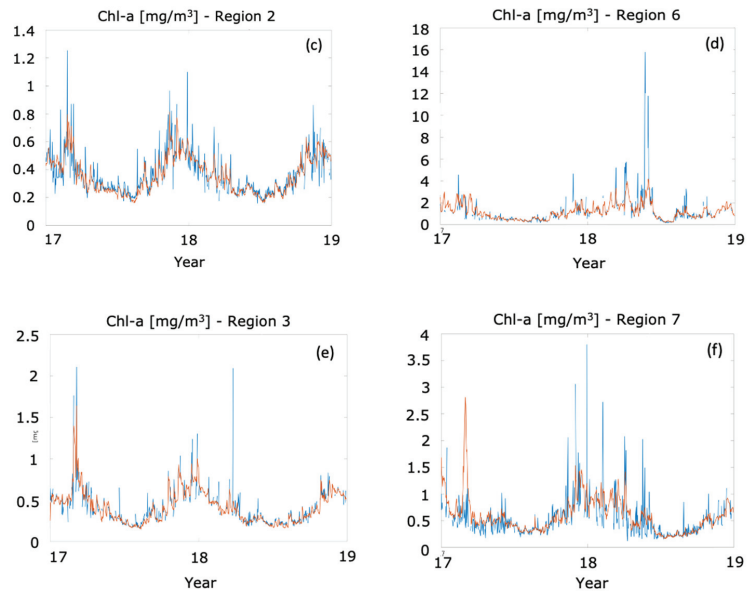 Chl-a [mg/m³] - Region 2
(c)
1.4
1.2
1
0.8
0.6
0.4
0.2
0
17 18 19
Year
Chl-a [mg/m³] - Region 6
(d)
18
16
14
12
10
8
6
4
2
0
17 18 19
Year
Chl-a [mg/m³] - Region 3
(e)
2.5
2
1.5
1
0.5
0
17 18 19
Year
Chl-a [mg/m³] - Region 7
(f)
4
3.5
3
2.5
2
1.5
1
0.5
0
17 18 19
Year